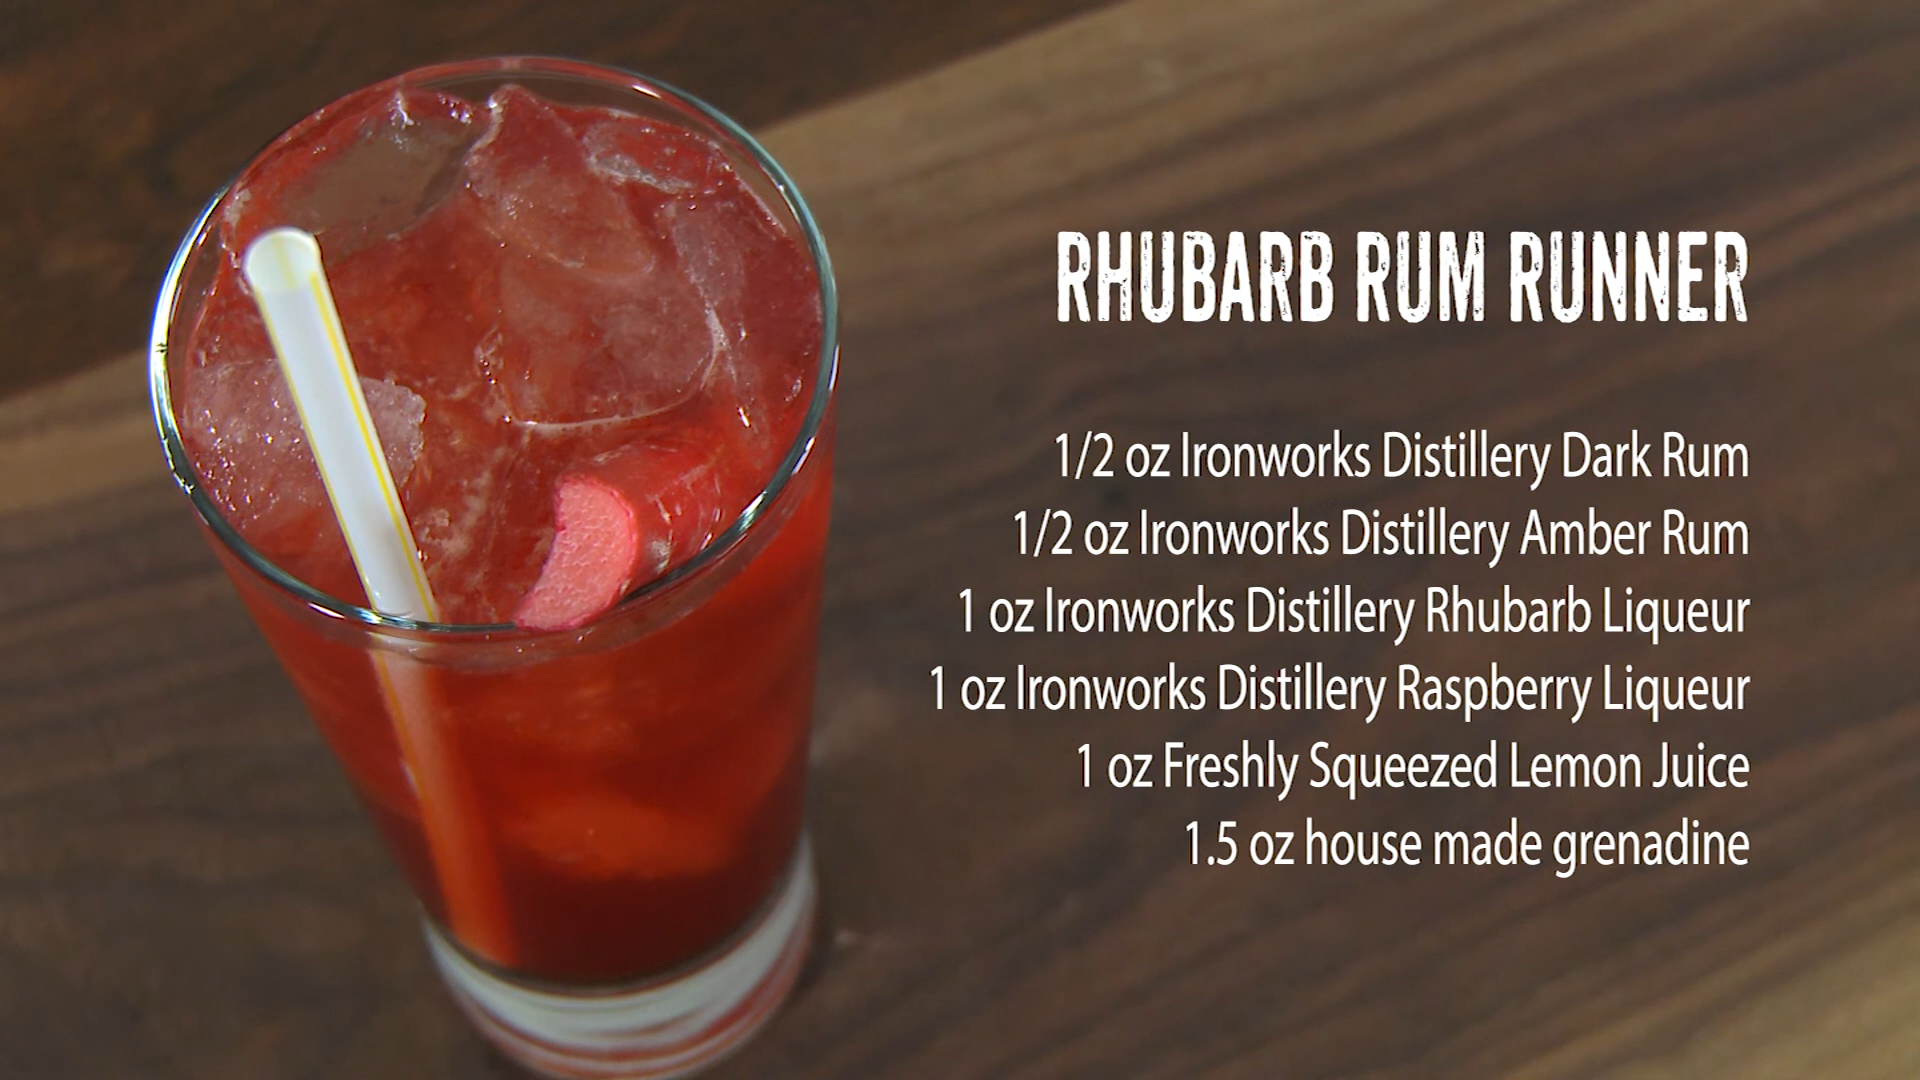 RHUBARB RUM RUNNER
1/2 oz Ironworks Distillery Dark Rum
1/2 oz Ironworks Distillery Amber Rum
1 oz Ironworks Distillery Rhubarb Liqueur
1 oz Ironworks Distillery Raspberry Liqueur
1 oz Freshly Squeezed Lemon Juice
1.5 oz house made grenadine